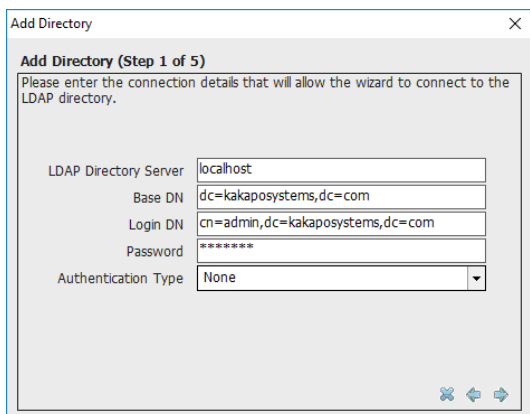 Add Directory
Add Directory (Step 1 of 5)
Please enter the connection details that will allow the wizard to connect to the
LDAP directory.
LDAP Directory Server localhost
Base DN dc=kakaposystems,dc=com
Login DN cn=admin,dc=kakaposystems,dc=com
Password *******
Authentication Type None